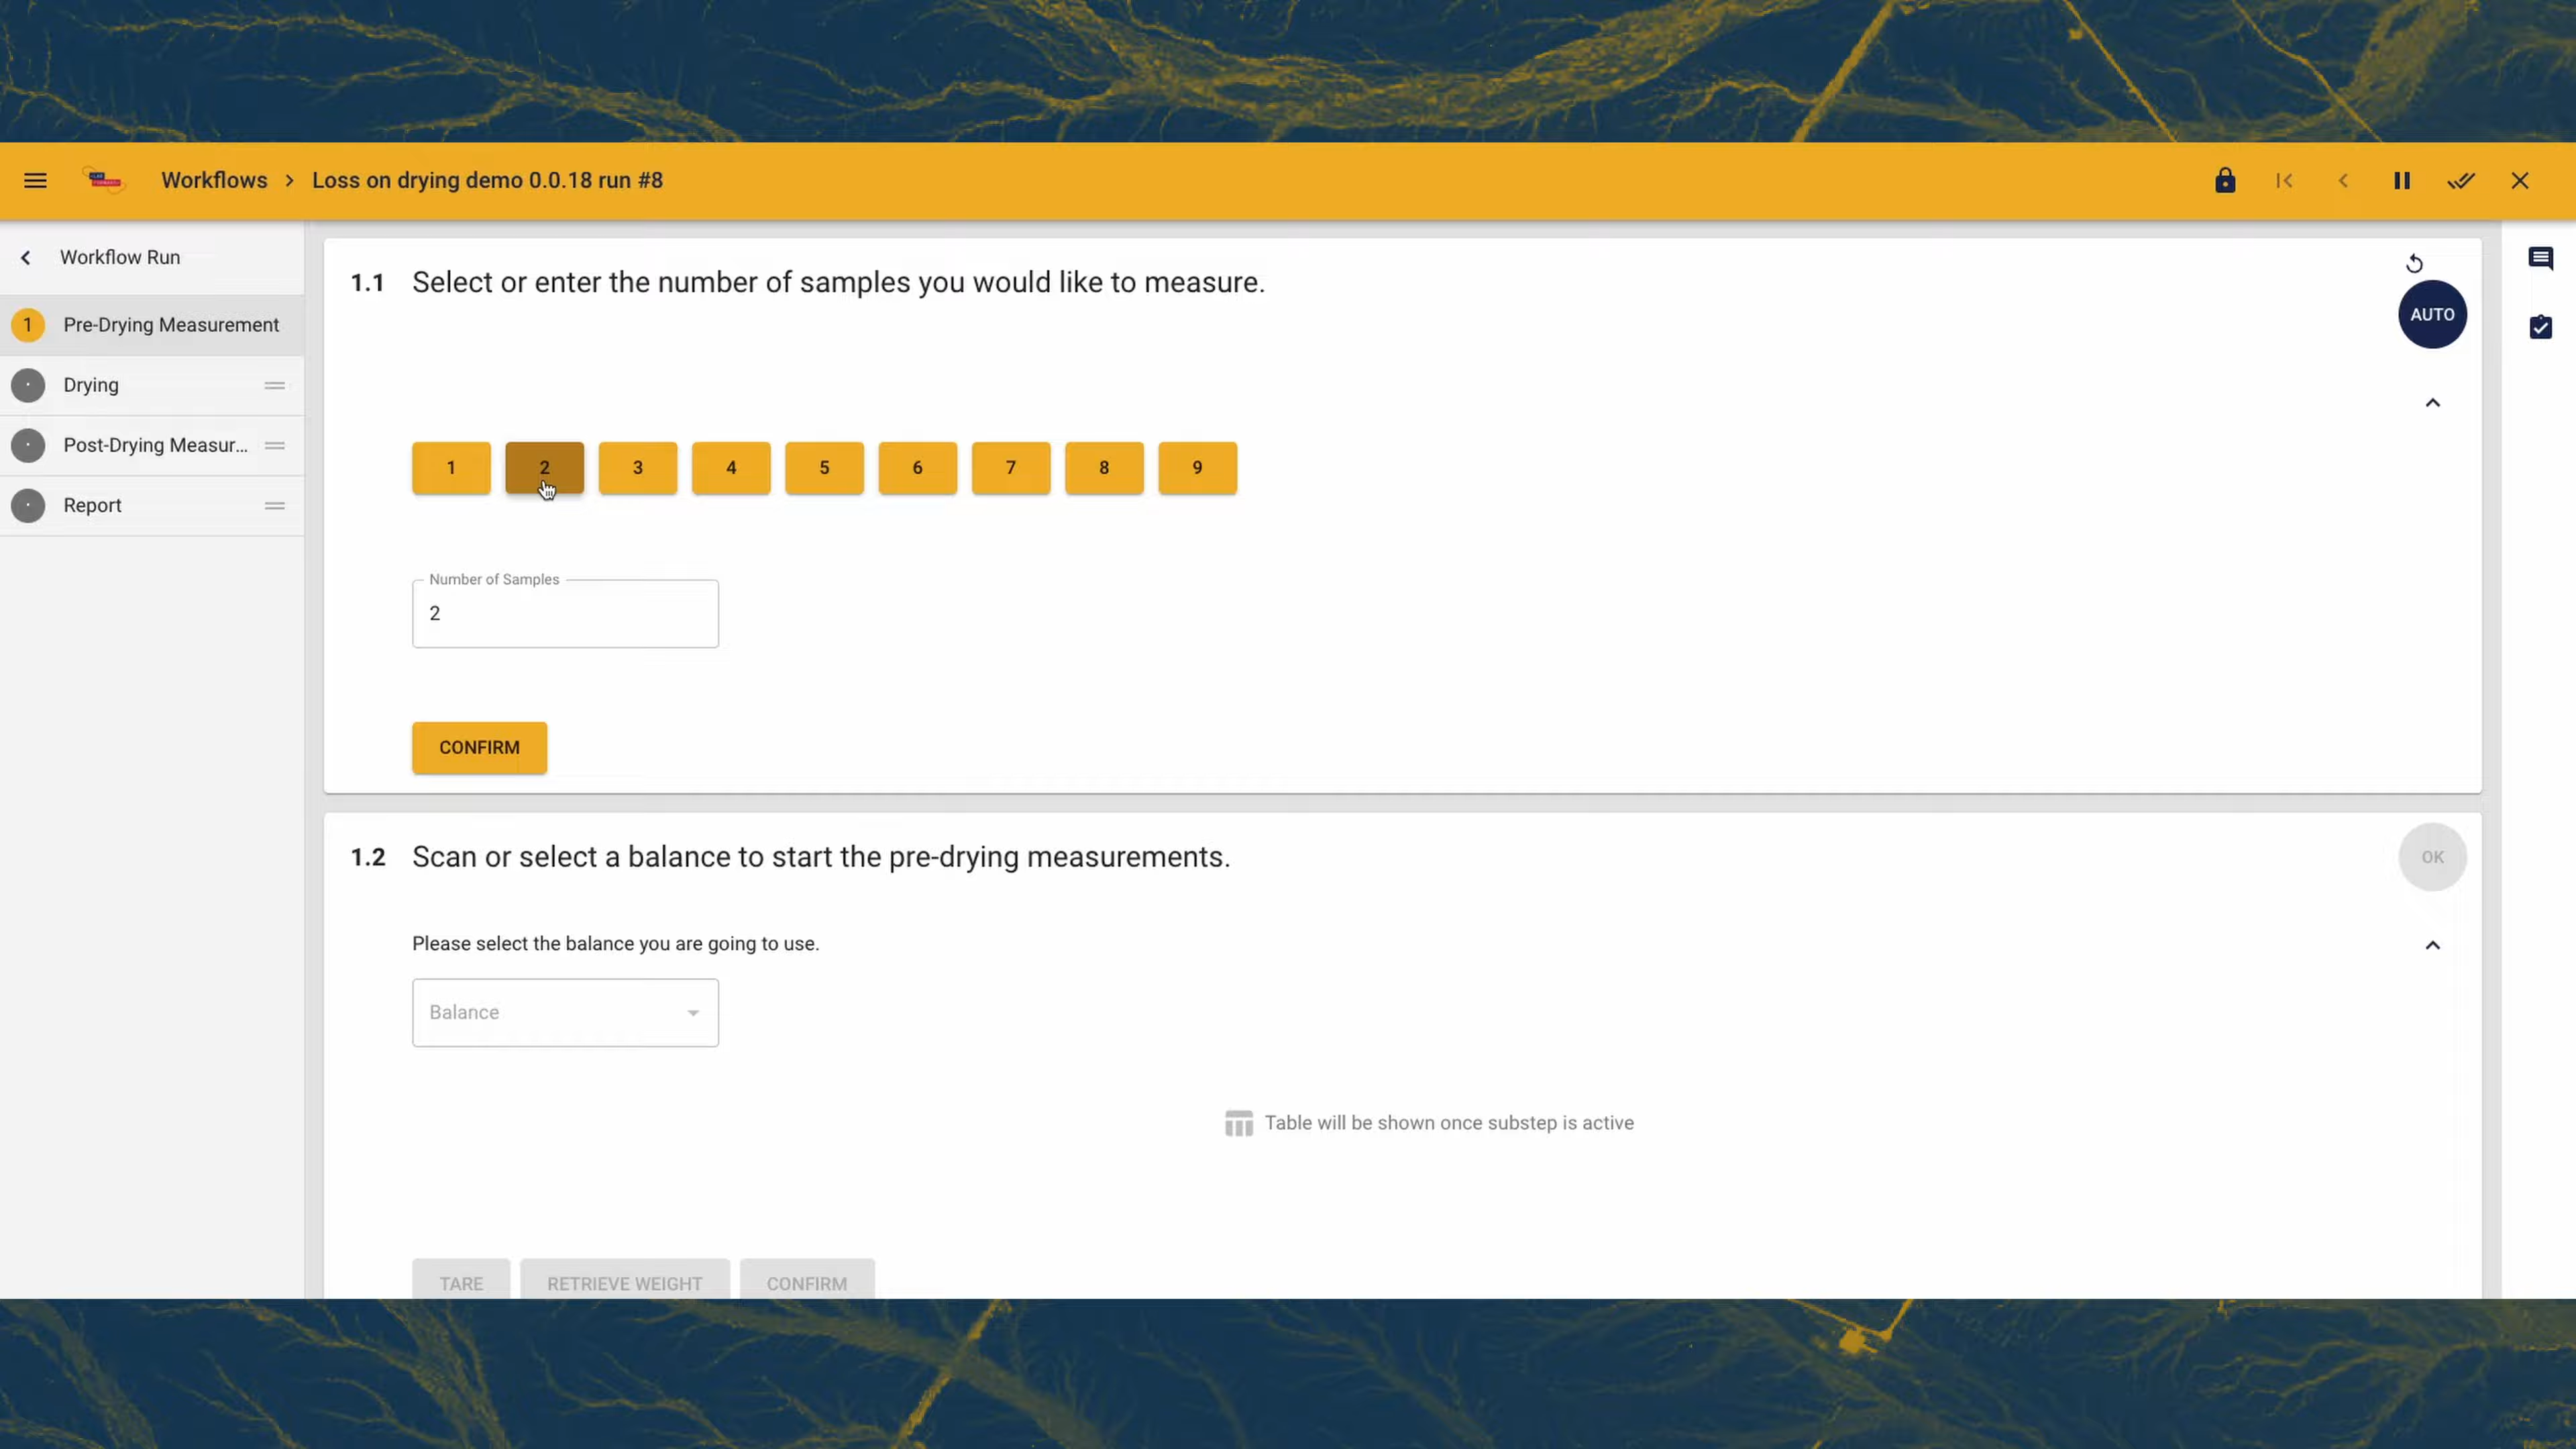 Workflows > Loss on drying demo 0.0.18 run #8
Workflow Run
1 Pre-Drying Measurement
Drying
Post-Drying Measur...
Report
1.1 Select or enter the number of samples you would like to measure.
AUTO
1 2 3 4 5 6 7 8 9
Number of Samples
2
CONFIRM
1.2 Scan or select a balance to start the pre-drying measurements.
OK
Please select the balance you are going to use.
Balance
Table will be shown once substep is active
TARE RETRIEVE WEIGHT CONFIRM